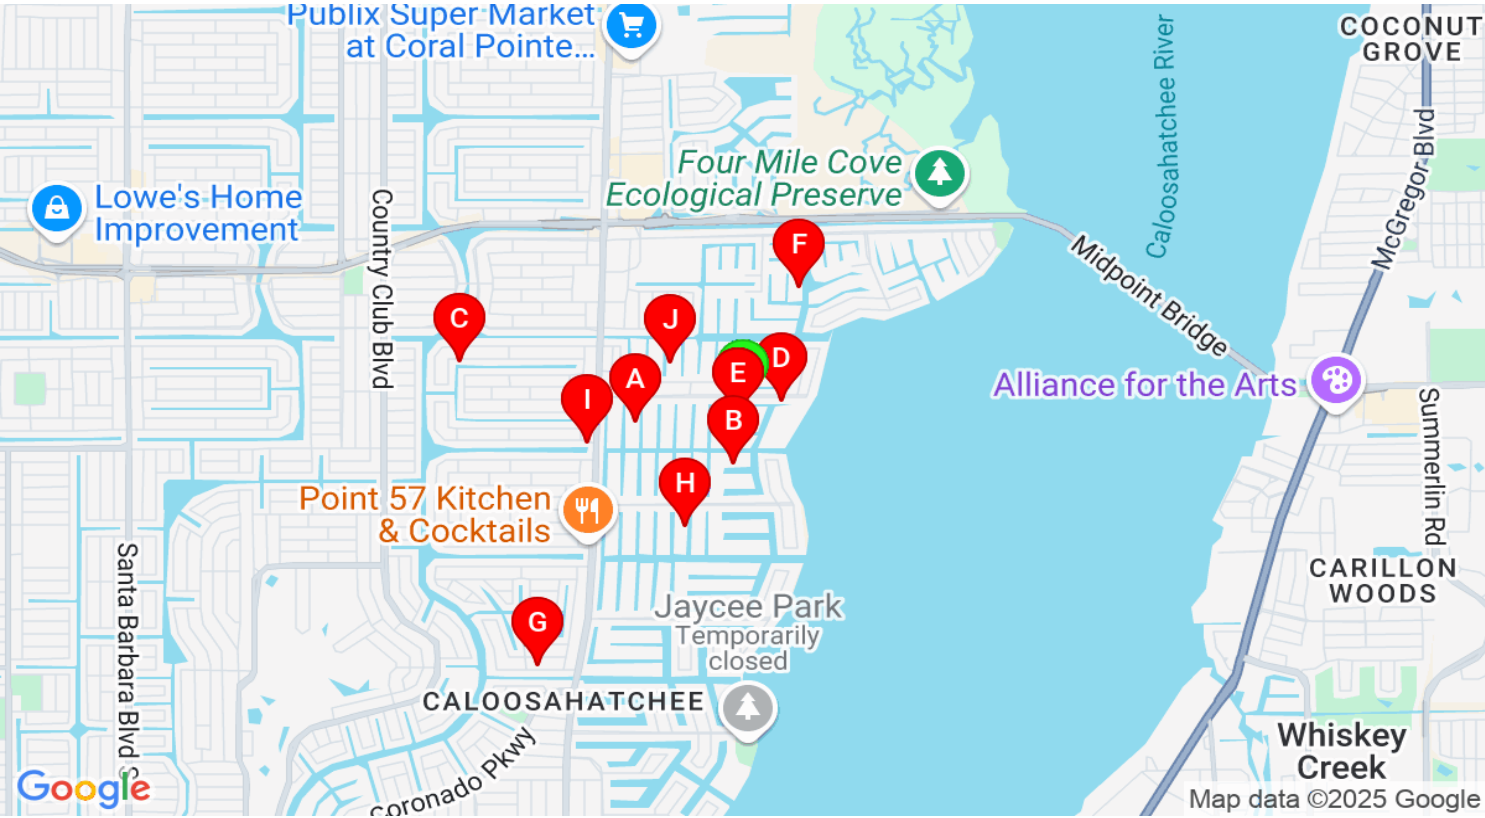 Publix Super Market
at Coral Pointe...
COCONUT
GROVE
Caloosahatchee River
McGregor Blvd
Four Mile Cove
Ecological Preserve
Lowe's Home
Improvement
Country Club Blvd
F
Midpoint Bridge
C
J
D
E
A
I
B
Alliance for the Arts
Summerlin Rd
H
Point 57 Kitchen
& Cocktails
Santa Barbara Blvd S
CARILLON
WOODS
G
Jaycee Park
Temporarily
closed
CALOOSAHATCHEE
Coronado Pkwy
Whiskey
Creek
Google
Map data ©2025 Google